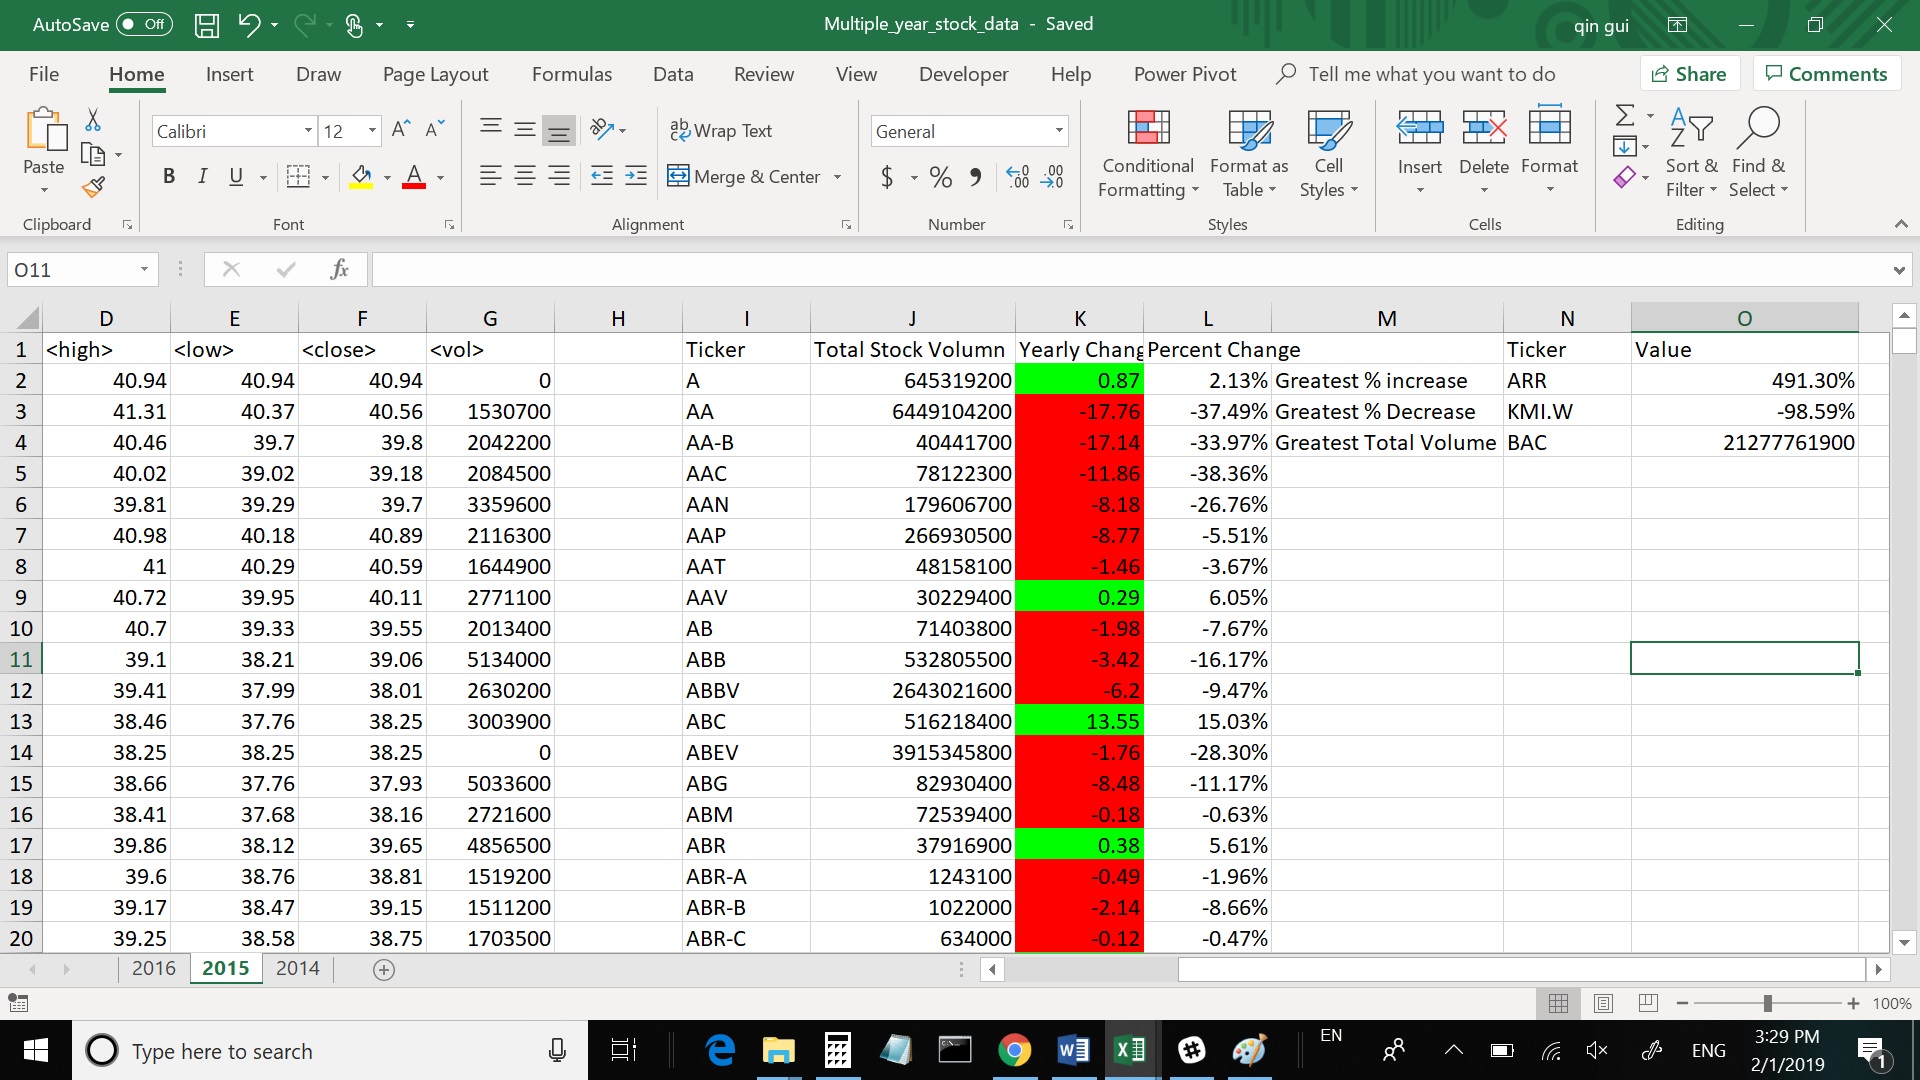 AutoSave Off Multiple_year_stock_data - Saved qin gui
File Home Insert Draw Page Layout Formulas Data Review View Developer Help Power Pivot Tell me what you want to do Share Comments
Paste Calibri 12 A^ A˅ ab Wrap Text General Conditional Formatting Format as Table Cell Styles Insert Delete Format Sort & Filter Find & Select
B I U A Merge & Center $ % , .00 .00
Clipboard Font Alignment Number Styles Cells Editing
O11 fx
D E F G H I J K L M N O
1 <high> <low> <close> <vol> Ticker Total Stock Volumn Yearly Chang Percent Change Ticker Value
2 40.94 40.94 40.94 0 A 645319200 0.87 2.13% Greatest % increase ARR 491.30%
3 41.31 40.37 40.56 1530700 AA 6449104200 -17.76 -37.49% Greatest % Decrease KMI.W -98.59%
4 40.46 39.7 39.8 2042200 AA-B 40441700 -17.14 -33.97% Greatest Total Volume BAC 21277761900
5 40.02 39.02 39.18 2084500 AAC 78122300 -11.86 -38.36%
6 39.81 39.29 39.7 3359600 AAN 179606700 -8.18 -26.76%
7 40.98 40.18 40.89 2116300 AAP 266930500 -8.77 -5.51%
8 41 40.29 40.59 1644900 AAT 48158100 -1.46 -3.67%
9 40.72 39.95 40.11 2771100 AAV 30229400 0.29 6.05%
10 40.7 39.33 39.55 2013400 AB 71403800 -1.98 -7.67%
11 39.1 38.21 39.06 5134000 ABB 532805500 -3.42 -16.17%
12 39.41 37.99 38.01 2630200 ABBV 2643021600 -6.2 -9.47%
13 38.46 37.76 38.25 3003900 ABC 516218400 13.55 15.03%
14 38.25 38.25 38.25 0 ABEV 3915345800 -1.76 -28.30%
15 38.66 37.76 37.93 5033600 ABG 82930400 -8.48 -11.17%
16 38.41 37.68 38.16 2721600 ABM 72539400 -0.18 -0.63%
17 39.86 38.12 39.65 4856500 ABR 37916900 0.38 5.61%
18 39.6 38.76 38.81 1519200 ABR-A 1243100 -0.49 -1.96%
19 39.17 38.47 39.15 1511200 ABR-B 1022000 -2.14 -8.66%
20 39.25 38.58 38.75 1703500 ABR-C 634000 -0.12 -0.47%
2016 2015 2014
100%
Type here to search EN ENG 3:29 PM 1
2/1/2019